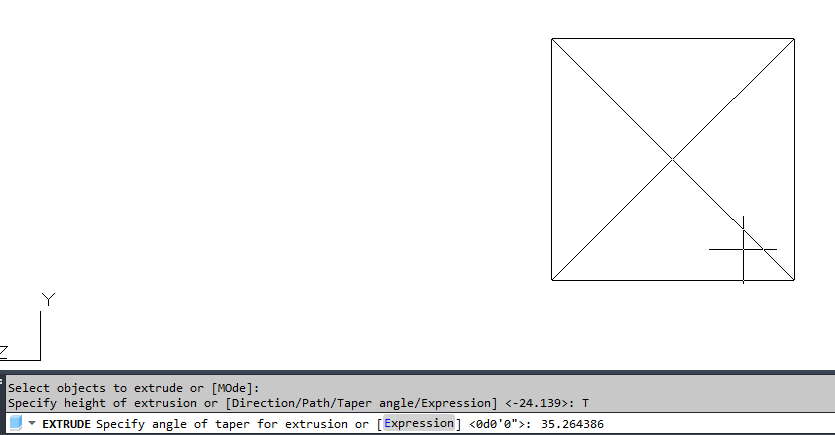 Y
Z
Select objects to extrude or [MOde]:
Specify height of extrusion or [Direction/Path/Taper angle/Expression] <-24.139>: T
EXTRUDE Specify angle of taper for extrusion or [Expression] <0d0'0">: 35.264386